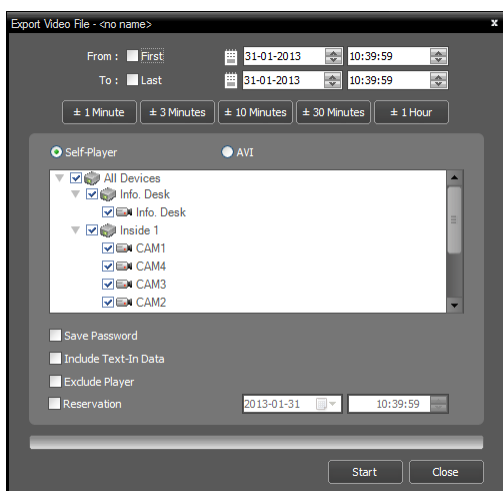 Export Video File - <no name> x
From : First 31-01-2013 10:39:59
To : Last 31-01-2013 10:39:59
± 1 Minute ± 3 Minutes ± 10 Minutes ± 30 Minutes ± 1 Hour
Self-Player AVI
All Devices
Info. Desk
Info. Desk
Inside 1
CAM1
CAM4
CAM3
CAM2
Save Password
Include Text-In Data
Exclude Player
Reservation 2013-01-31 10:39:59
Start Close